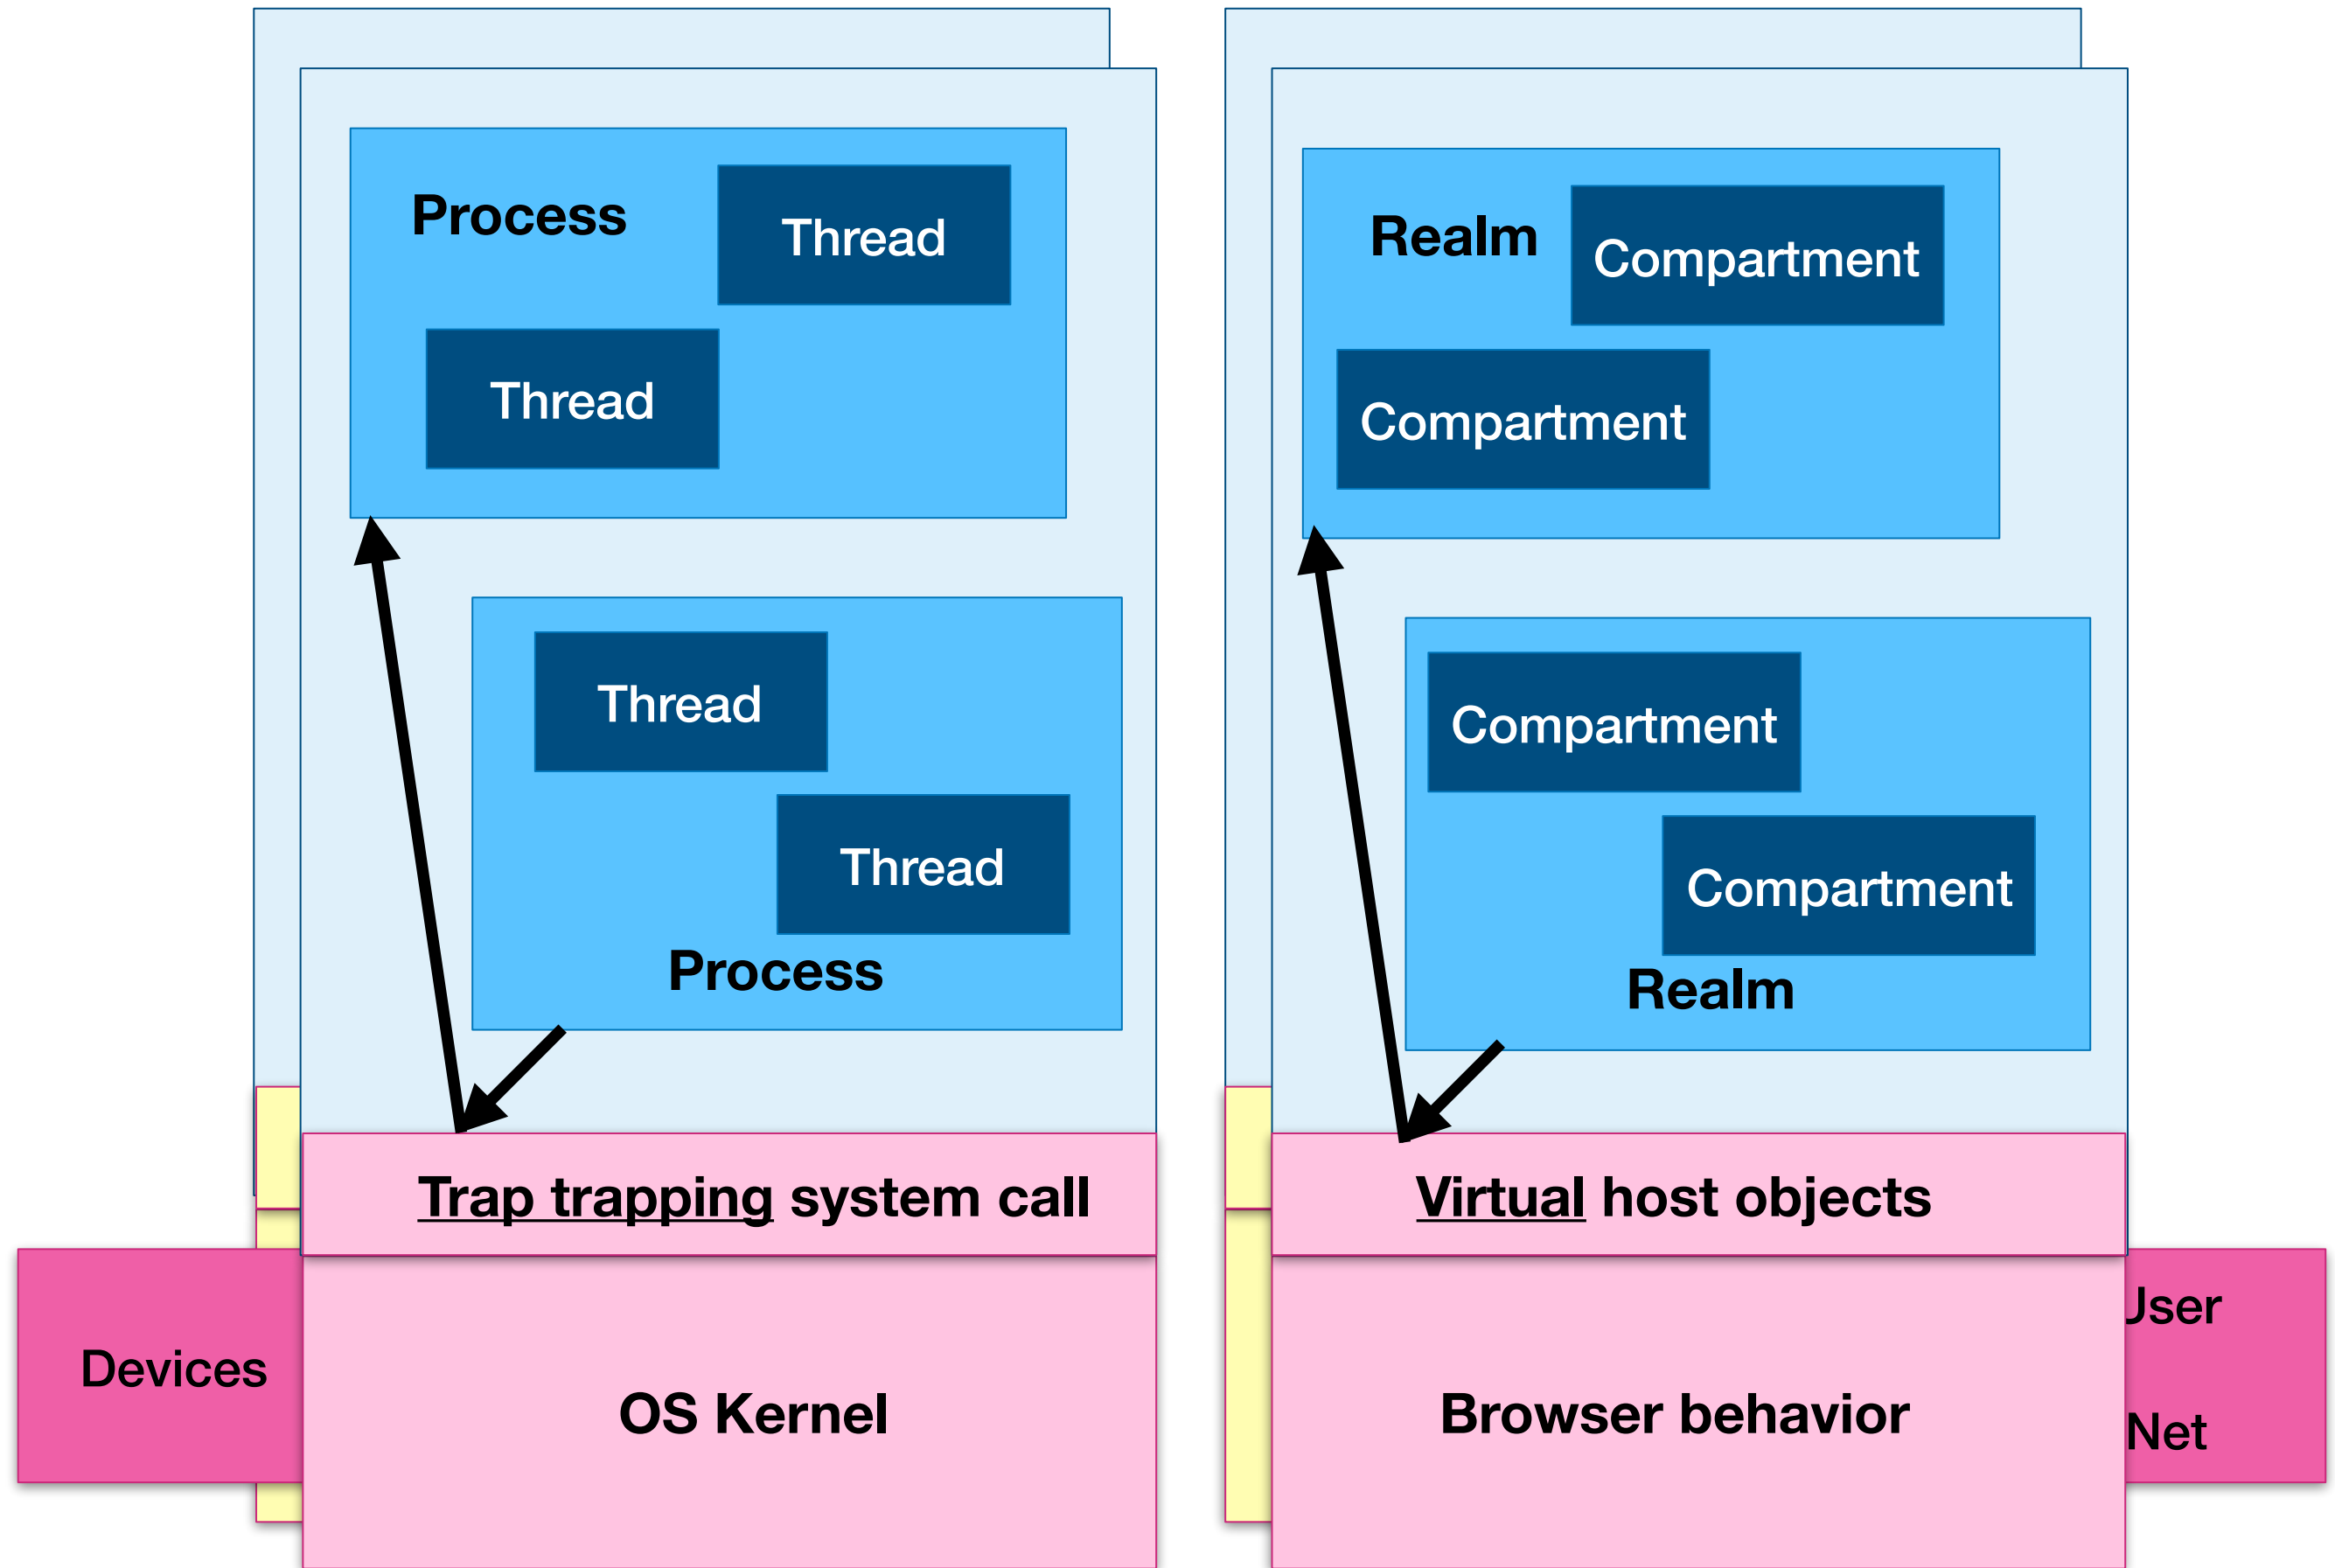 Process
Thread
Thread
Thread
Thread
Process
Trap trapping system call
Devices
OS Kernel
Realm
Compartment
Compartment
Compartment
Compartment
Realm
Virtual host objects
User
Browser behavior
Net